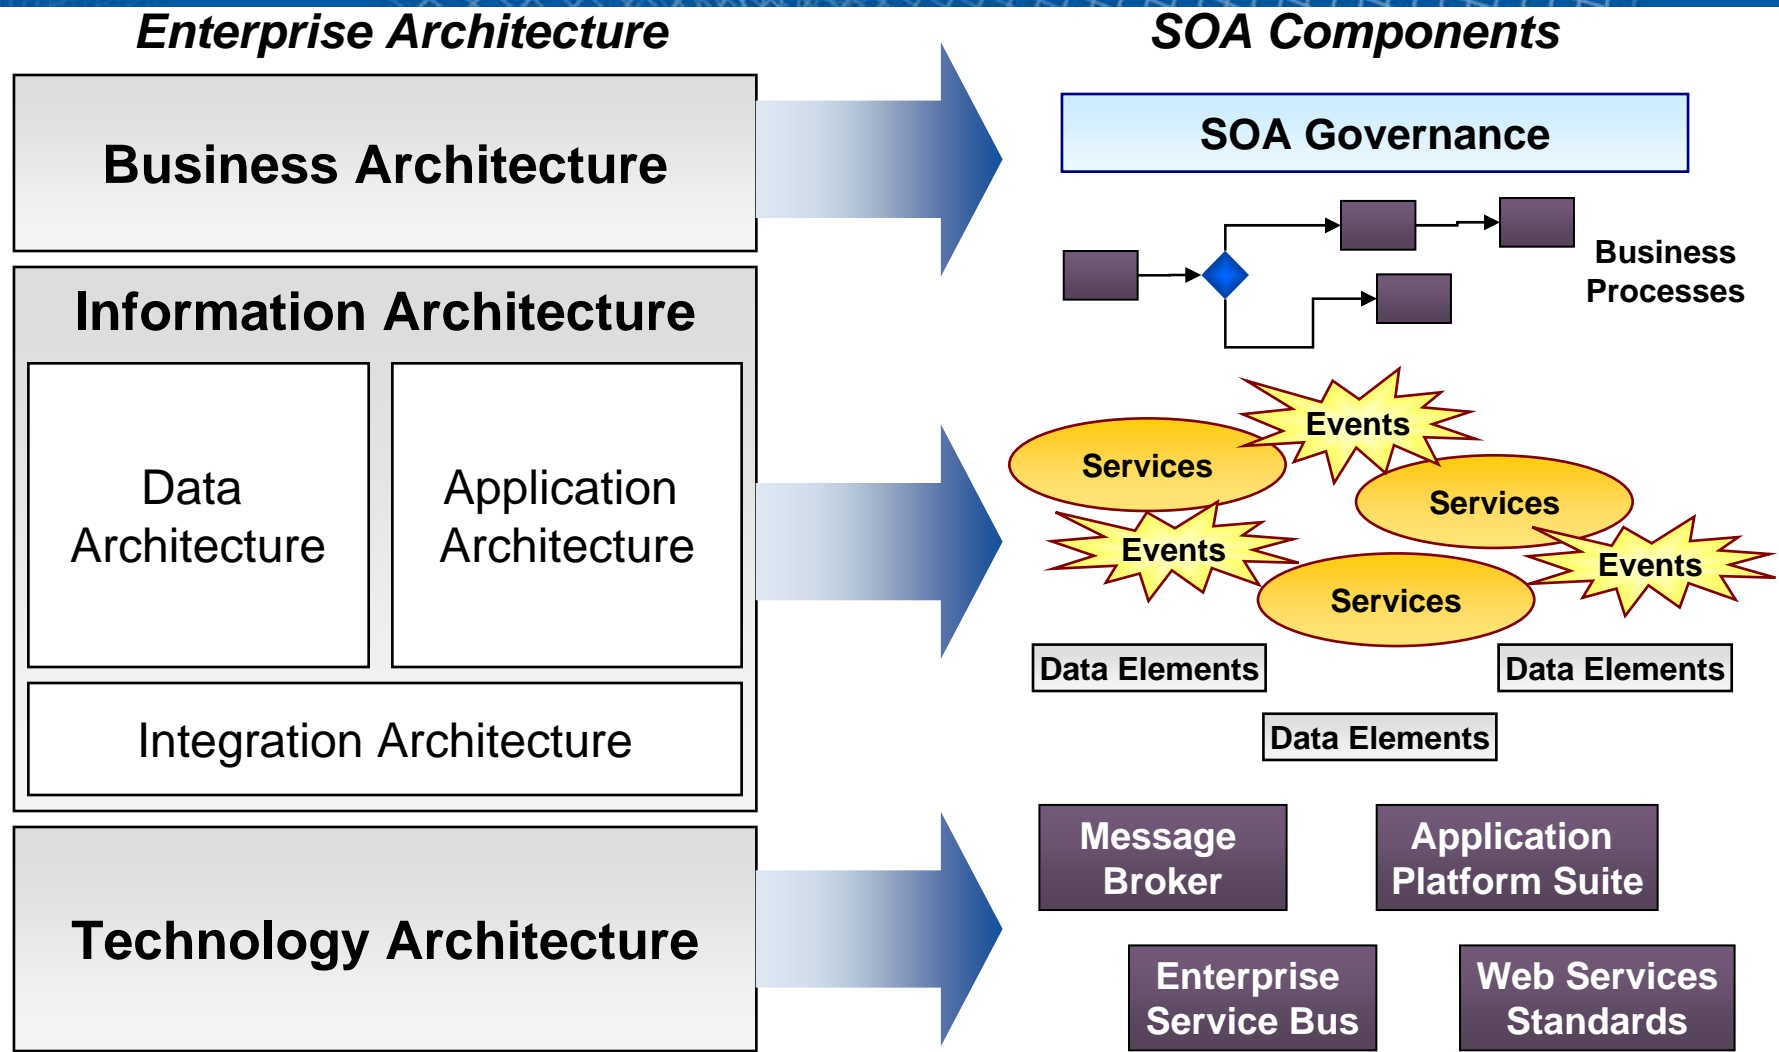 Enterprise Architecture
SOA Components
Business Architecture
SOA Governance
Business
Processes
Information Architecture
Data
Architecture
Application
Architecture
Integration Architecture
Events
Services
Services
Events
Events
Services
Data Elements
Data Elements
Data Elements
Technology Architecture
Message
Broker
Application
Platform Suite
Enterprise
Service Bus
Web Services
Standards